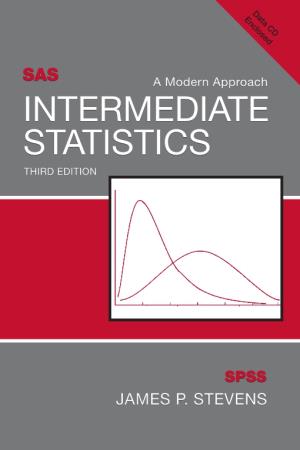 Data CD
Enclosed
SAS
A Modern Approach
INTERMEDIATE
STATISTICS
THIRD EDITION
SPSS
JAMES P. STEVENS